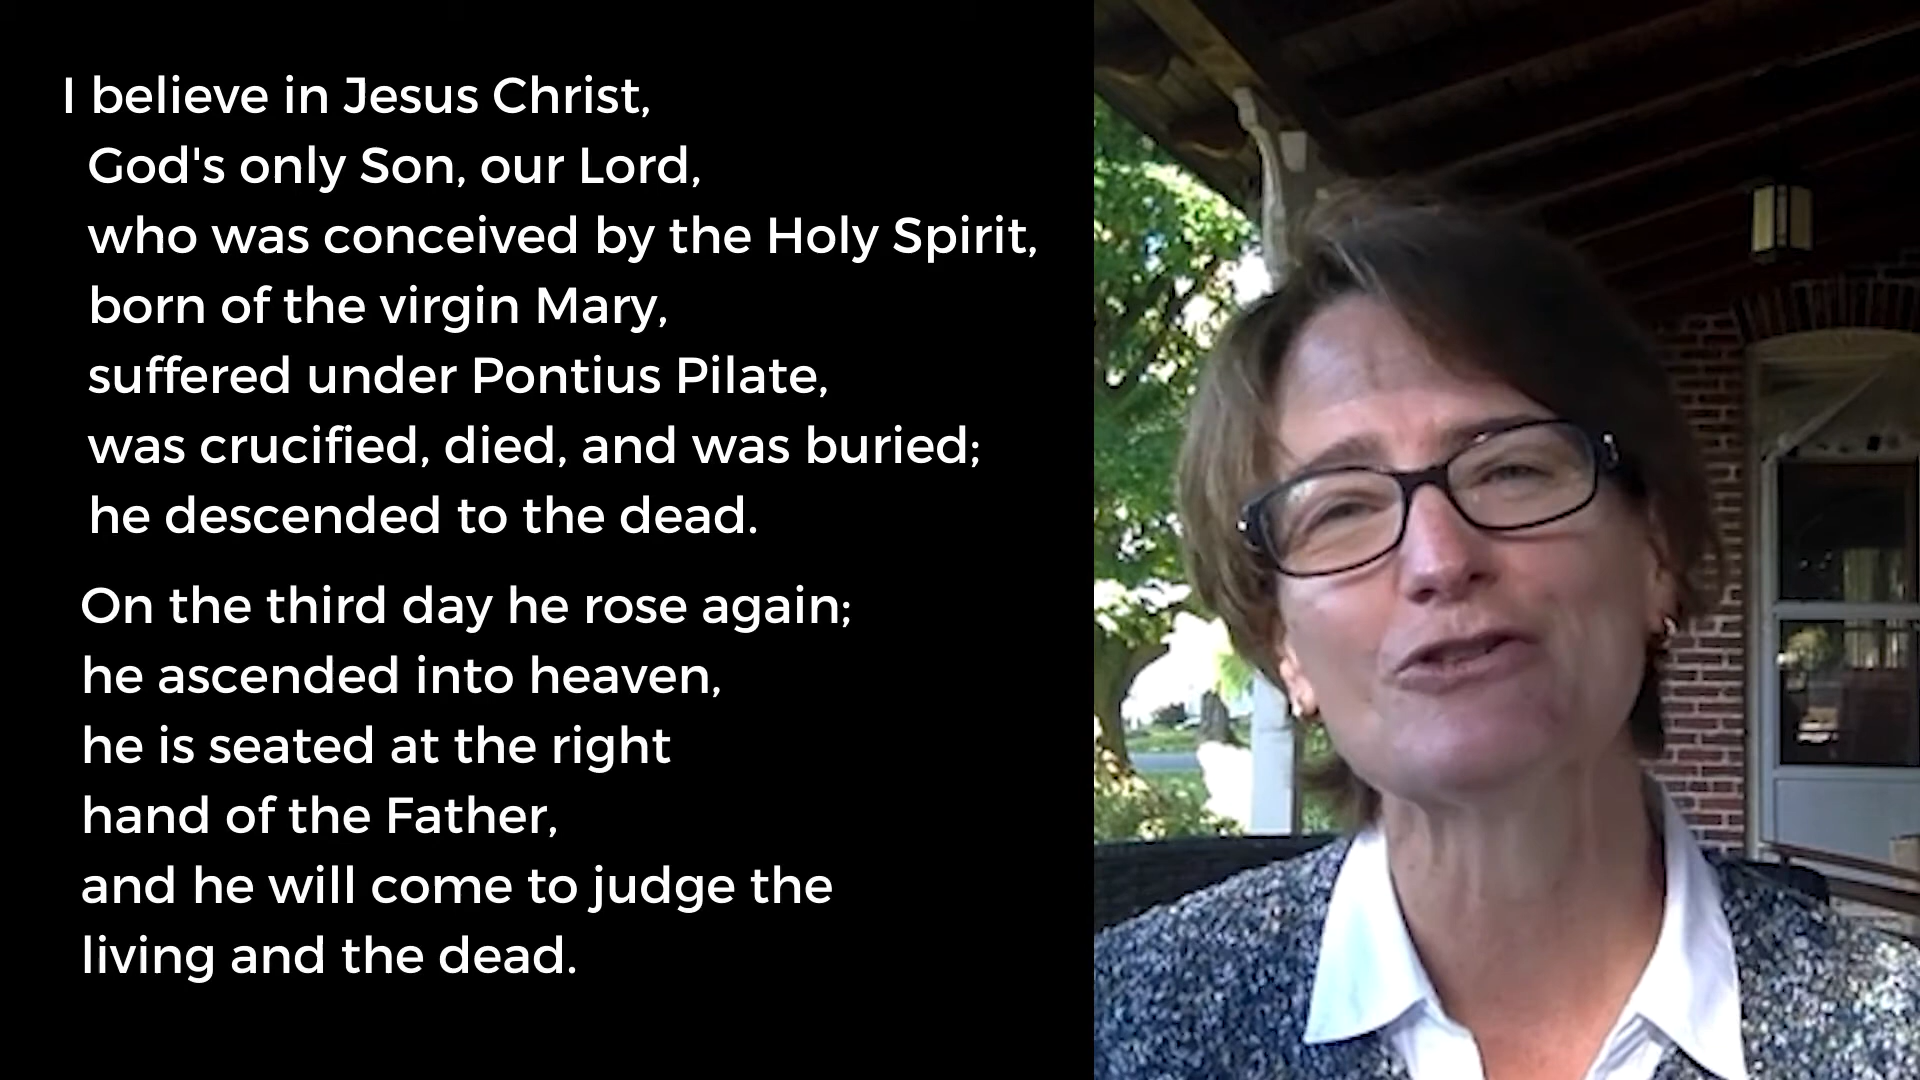 I believe in Jesus Christ,
God's only Son, our Lord,
who was conceived by the Holy Spirit,
born of the virgin Mary,
suffered under Pontius Pilate,
was crucified, died, and was buried;
he descended to the dead.
On the third day he rose again;
he ascended into heaven,
he is seated at the right
hand of the Father,
and he will come to judge the
living and the dead.